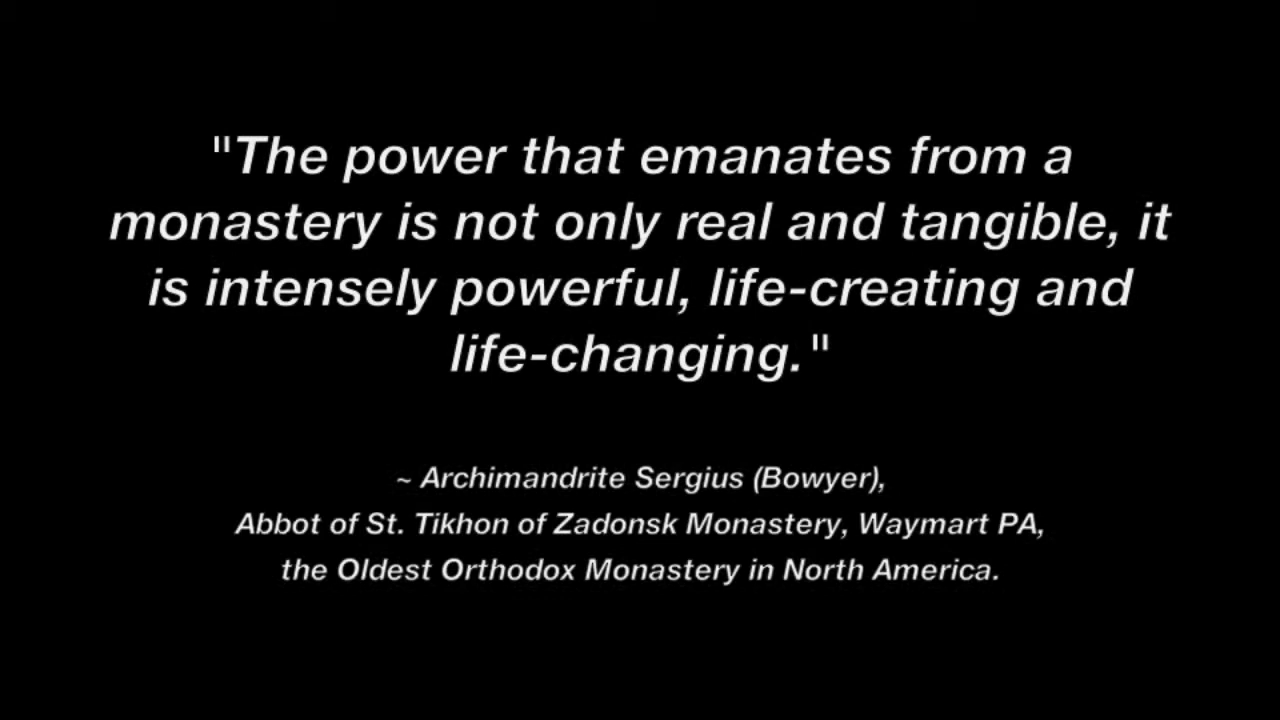 "The power that emanates from a
monastery is not only real and tangible, it
is intensely powerful, life-creating and
life-changing."
~ Archimandrite Sergius (Bowyer),
Abbot of St. Tikhon of Zadonsk Monastery, Waymart PA,
the Oldest Orthodox Monastery in North America.